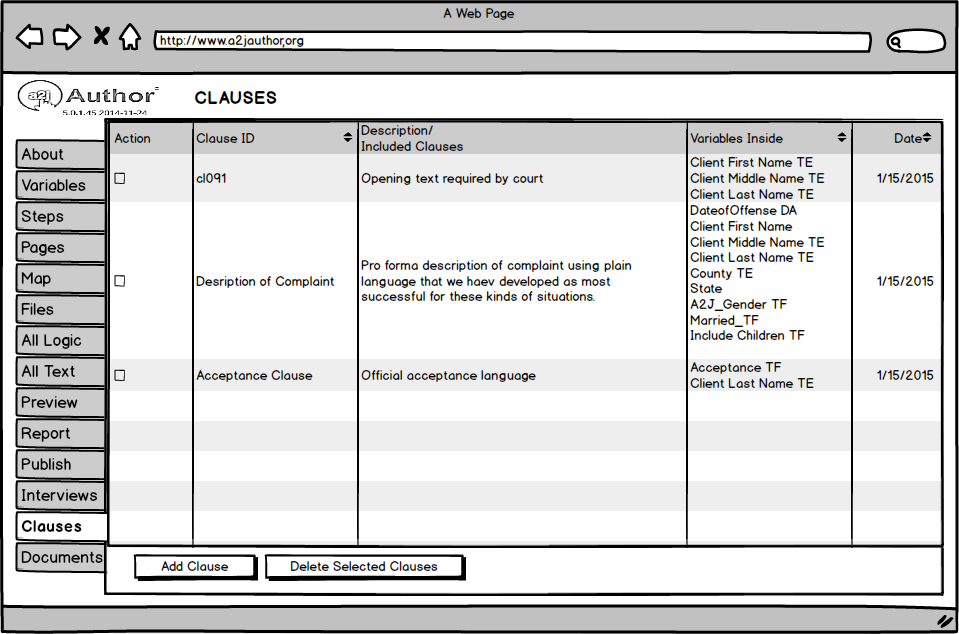 A Web Page
http://www.a2jauthor.org
a2j Author
5.0.1.45 2014-11-24
CLAUSES
About
Variables
Steps
Pages
Map
Files
All Logic
All Text
Preview
Report
Publish
Interviews
Clauses
Documents
Action
Clause ID
Description/
Included Clauses
Variables Inside
Date
cl091
Opening text required by court
Client First Name TE
Client Middle Name TE
Client Last Name TE
1/15/2015
Desription of Complaint
Pro forma description of complaint using plain
language that we haev developed as most
successful for these kinds of situations.
DateofOffense DA
Client First Name
Client Middle Name TE
Client Last Name TE
County TE
State
A2J_Gender TF
Married_TF
Include Children TF
1/15/2015
Acceptance Clause
Official acceptance language
Acceptance TF
Client Last Name TE
1/15/2015
Add Clause
Delete Selected Clauses